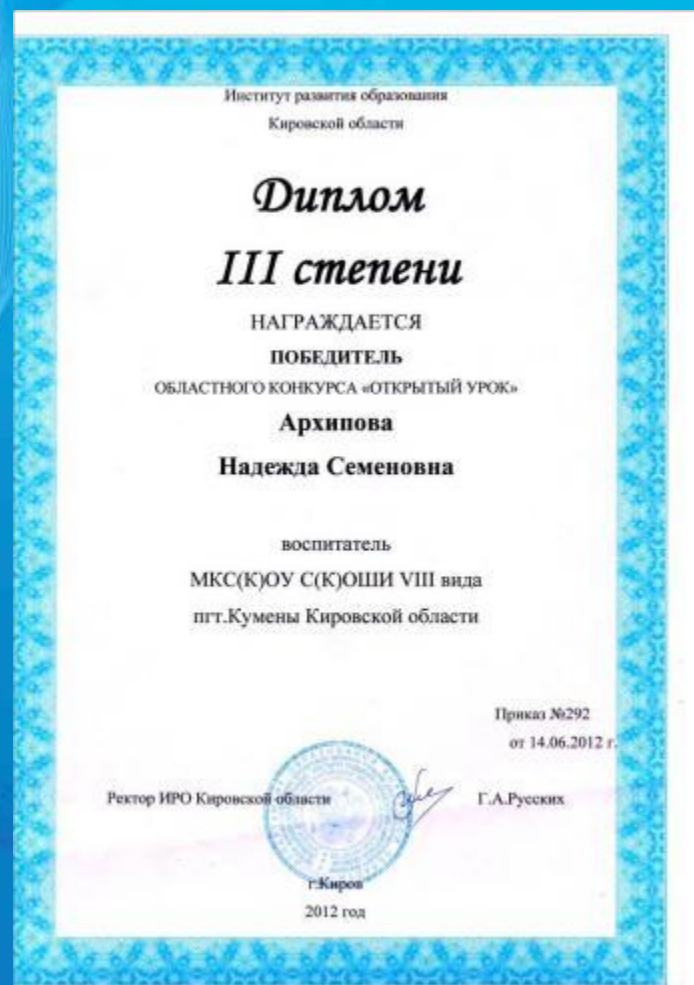 Институт развития образования
Кировской области
Диплом
III степени
НАГРАЖДАЕТСЯ
ПОБЕДИТЕЛЬ
ОБЛАСТНОГО КОНКУРСА «ОТКРЫТЫЙ УРОК»
Архипова
Надежда Семеновна
воспитатель
МКС(К)ОУ С(К)ОШИ VIII вида
пгт.Кумены Кировской области
Приказ №292
от 14.06.2012 г.
Ректор ИРО Кировской области Г.А.Русских
г.Киров
2012 год